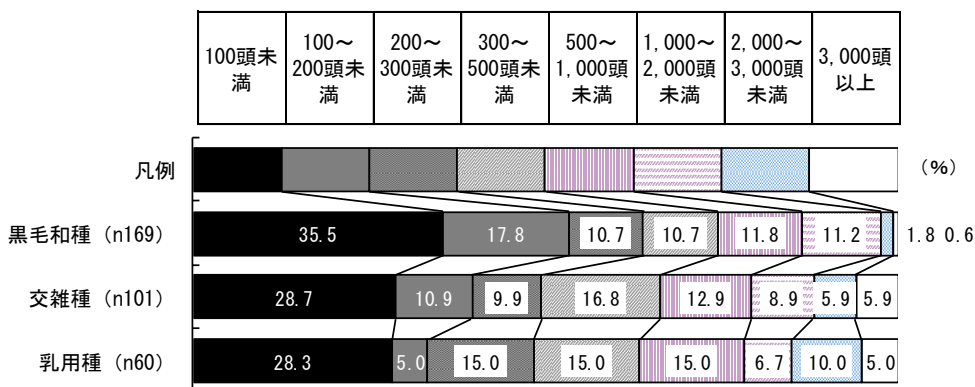 100頭未満
100～200頭未満
200～300頭未満
300～500頭未満
500～1,000頭未満
1,000～2,000頭未満
2,000～3,000頭未満
3,000頭以上
凡例 (%)
黒毛和種 (n169) 35.5 17.8 10.7 10.7 11.8 11.2 1.8 0.6
交雑種 (n101) 28.7 10.9 9.9 16.8 12.9 8.9 5.9 5.9
乳用種 (n60) 28.3 5.0 15.0 15.0 15.0 6.7 10.0 5.0